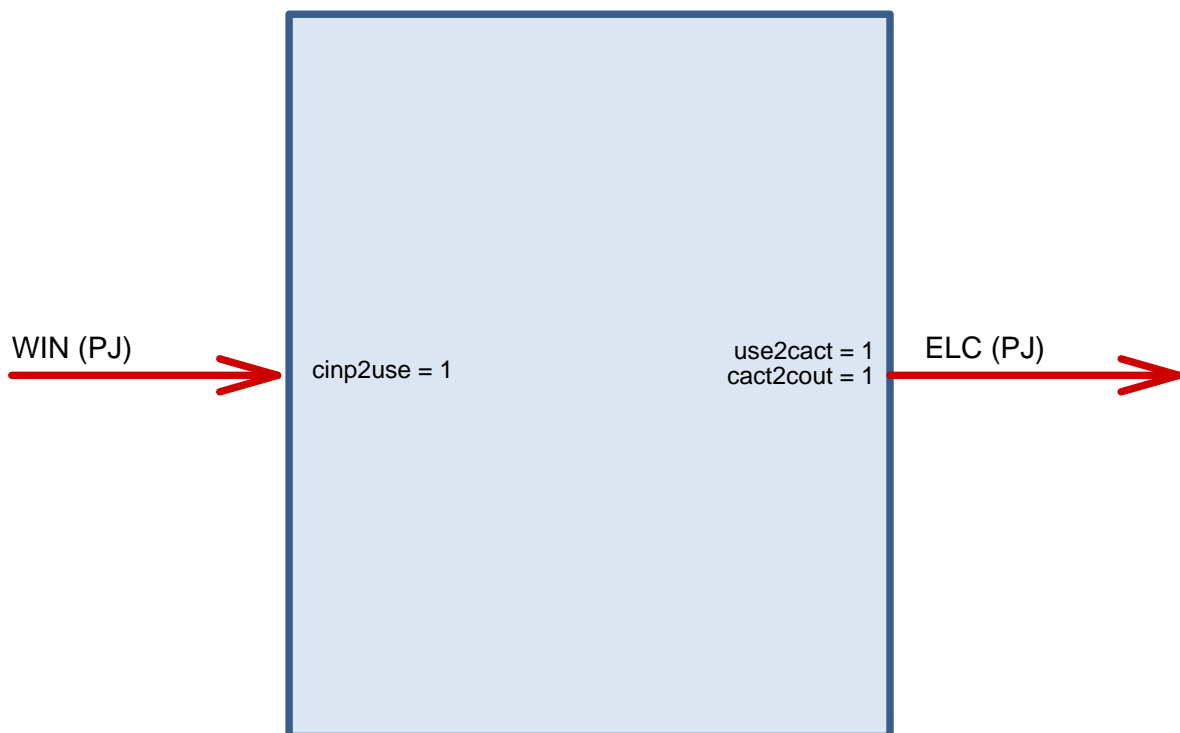 WIN (PJ)
cinp2use = 1
use2cact = 1
cact2cout = 1
ELC (PJ)